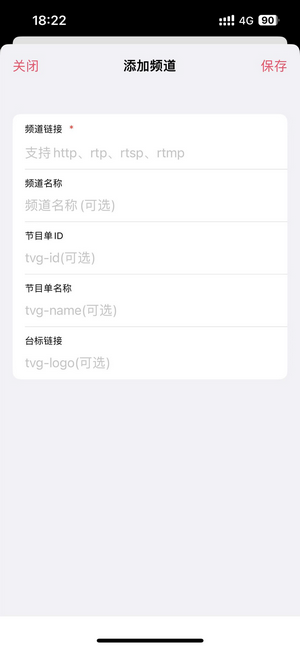 18:22 4G 90
关闭 添加频道 保存
频道链接 *
支持 http、rtp、rtsp、rtmp
频道名称
频道名称 (可选)
节目单ID
tvg-id(可选)
节目单名称
tvg-name(可选)
台标链接
tvg-logo(可选)